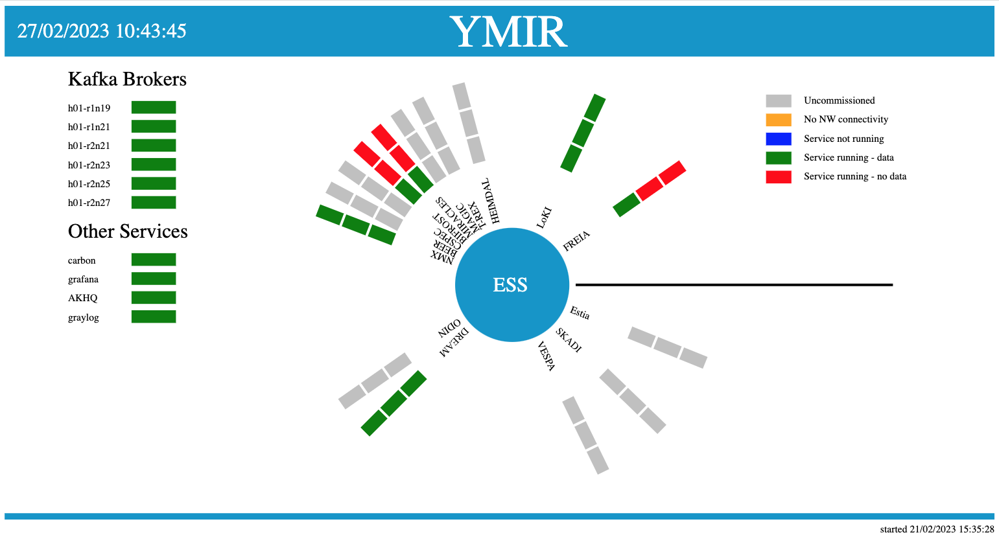 27/02/2023 10:43:45
YMIR
Kafka Brokers
h01-r1n19
h01-r1n21
h01-r2n21
h01-r2n23
h01-r2n25
h01-r2n27
Other Services
carbon
grafana
AKHQ
graylog
Uncommissioned
No NW connectivity
Service not running
Service running - data
Service running - no data
NMX
BEER
CSPEC
BIFROST
MIRACLES
MAGIC
T-REX
HEIMDAL
LoKI
FREIA
ESS
Estia
SKADI
VESPA
DREAM
ODIN
started 21/02/2023 15:35:28